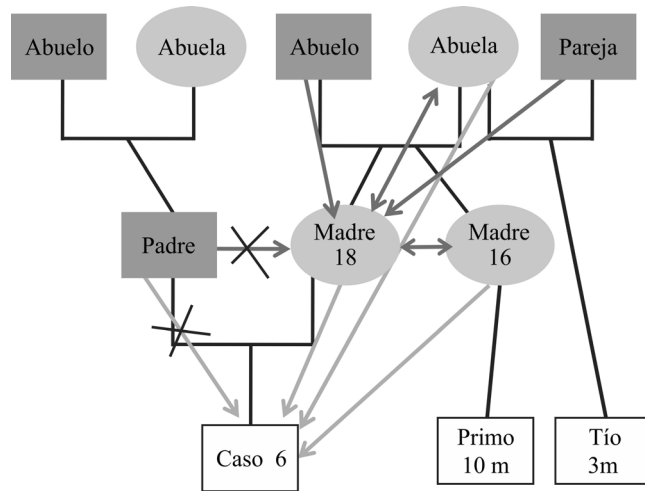 Abuelo
Abuela
Abuelo
Abuela
Pareja
Padre
Madre
18
Madre
16
Caso 6
Primo
10 m
Tío
3m